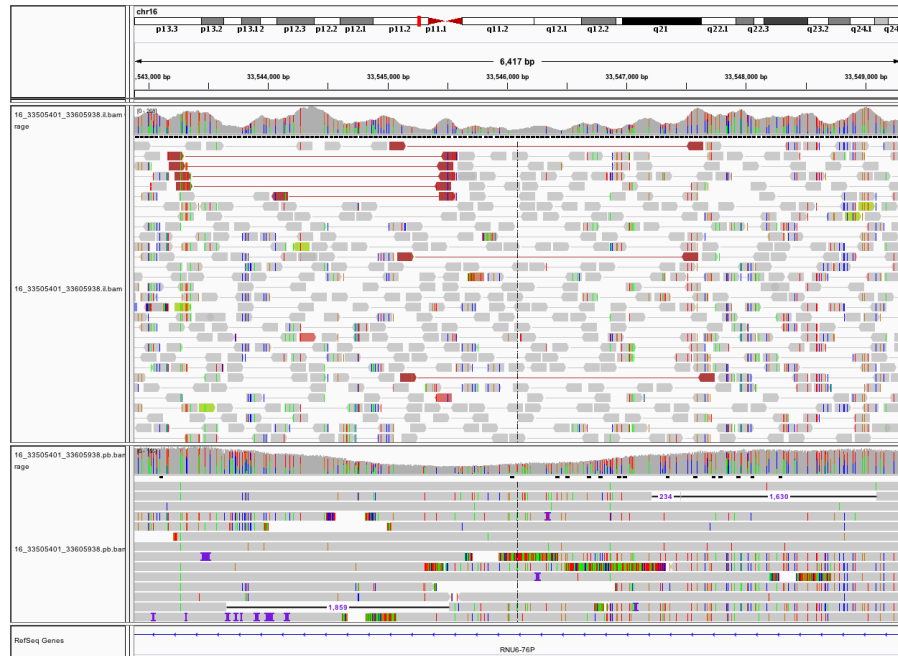 chr16
p13.3 p13.2 p13.12 p12.3 p12.2 p12.1 p11.2 p11.1 q11.2 q12.1 q12.2 q21 q22.1 q22.3 q23.2 q24.1 q24
6,417 bp
,543,000 bp 33,544,000 bp 33,545,000 bp 33,546,000 bp 33,547,000 bp 33,548,000 bp 33,549,000 bp
16_33505401_33605938.il.bam
rage
16_33505401_33605938.il.bam
16_33505401_33605938.pb.bam
rage
234 1,630
16_33505401_33605938.pb.bam
1,859
RefSeq Genes
RNU6-76P